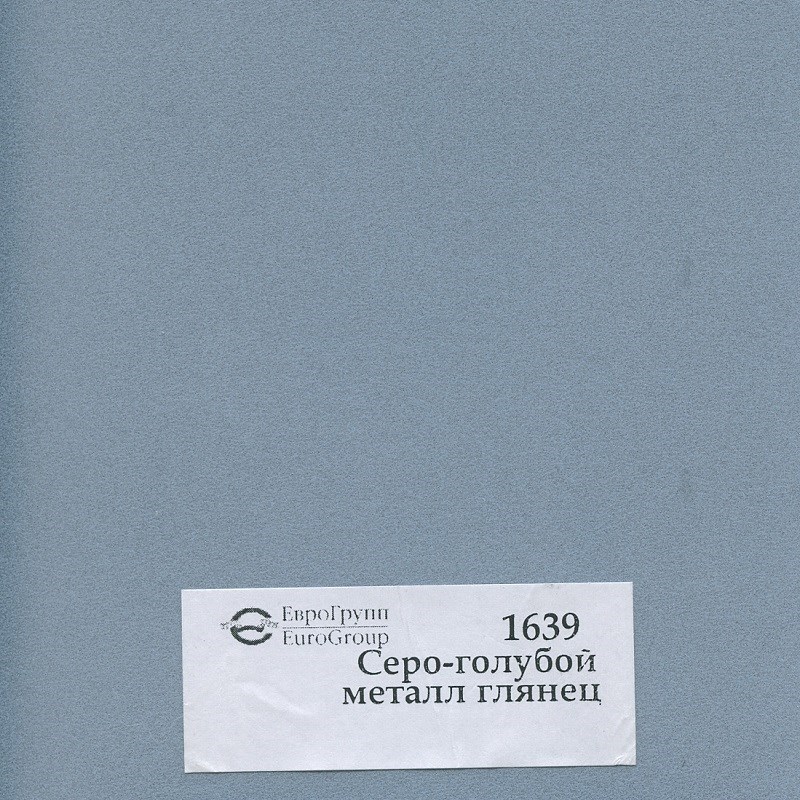 ЕвроГрупп
EuroGroup
1639
Серо-голубой
металл глянец